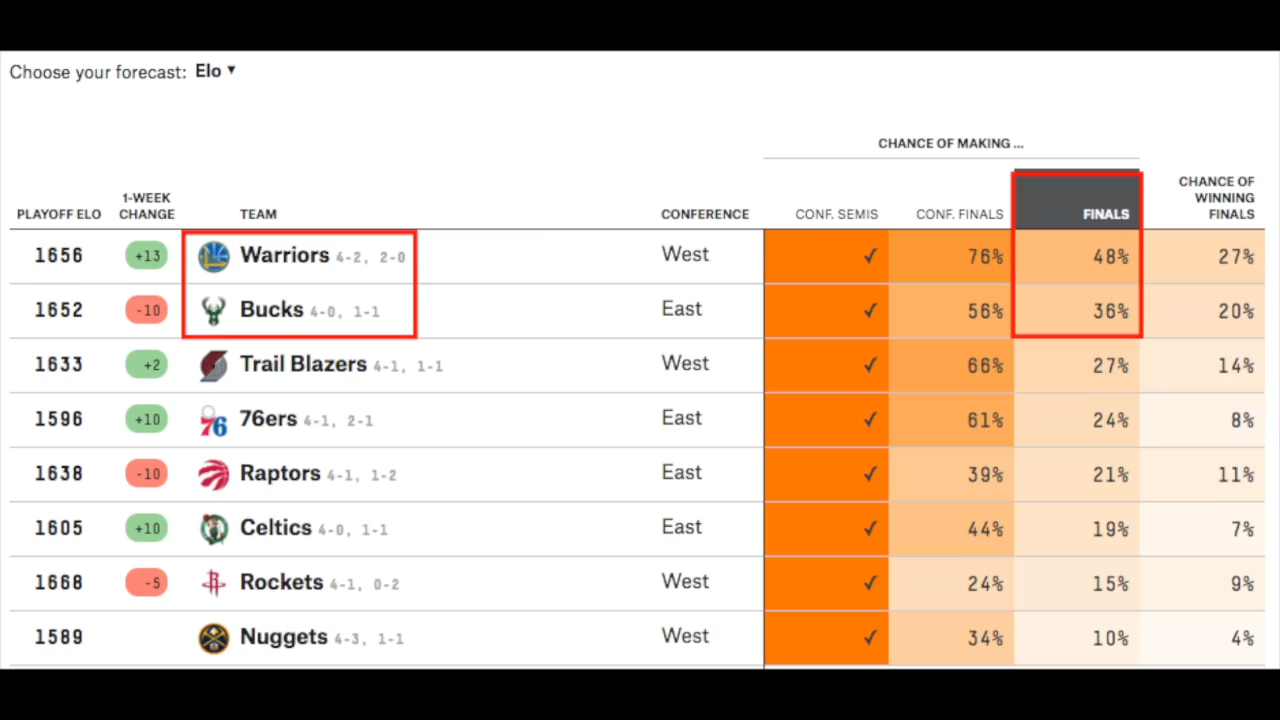 Choose your forecast: Elo ▼
CHANCE OF MAKING ...
PLAYOFF ELO 1-WEEK CHANGE TEAM CONFERENCE CONF. SEMIS CONF. FINALS FINALS CHANCE OF WINNING FINALS
1656 +13 Warriors 4-2, 2-0 West ✓ 76% 48% 27%
1652 -10 Bucks 4-0, 1-1 East ✓ 56% 36% 20%
1633 +2 Trail Blazers 4-1, 1-1 West ✓ 66% 27% 14%
1596 +10 76 76ers 4-1, 2-1 East ✓ 61% 24% 8%
1638 -10 Raptors 4-1, 1-2 East ✓ 39% 21% 11%
1605 +10 Celtics 4-0, 1-1 East ✓ 44% 19% 7%
1668 -5 Rockets 4-1, 0-2 West ✓ 24% 15% 9%
1589 Nuggets 4-3, 1-1 West ✓ 34% 10% 4%